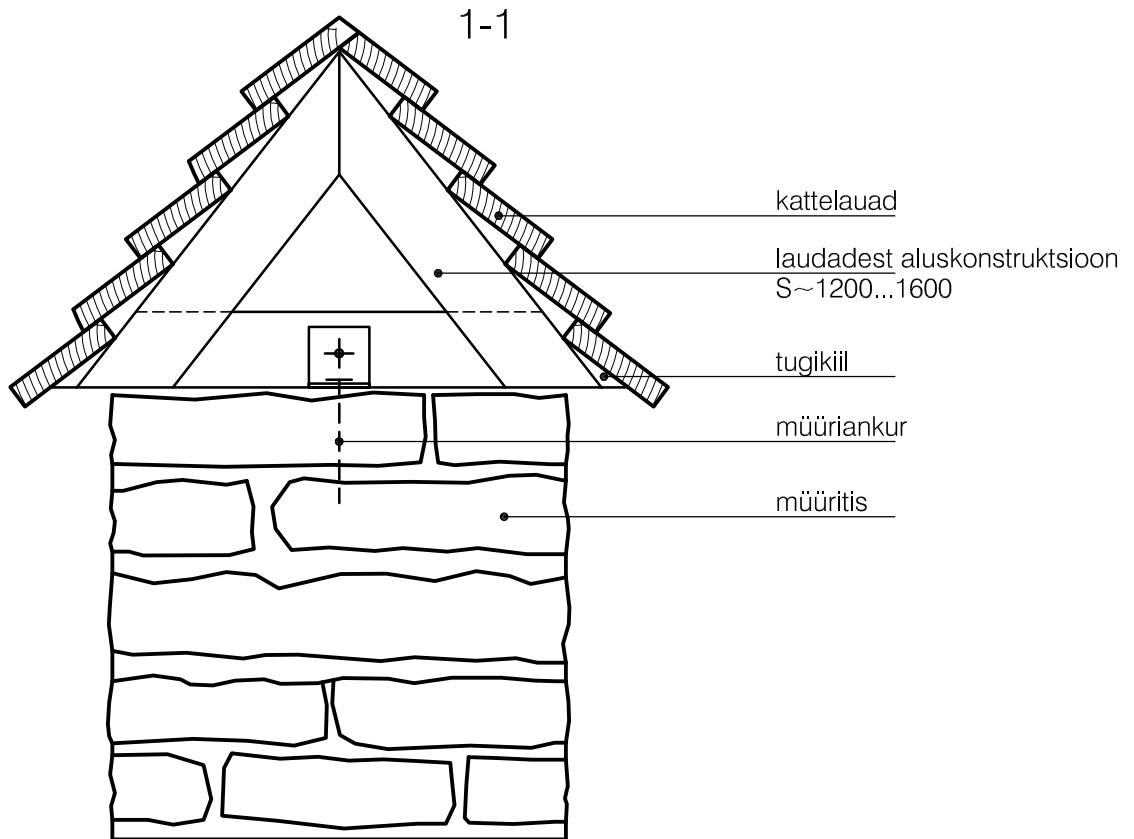 1-1
kattelauad
laudadest aluskonstruktsioon
S~1200...1600
tugikiil
müüriankur
müüritis